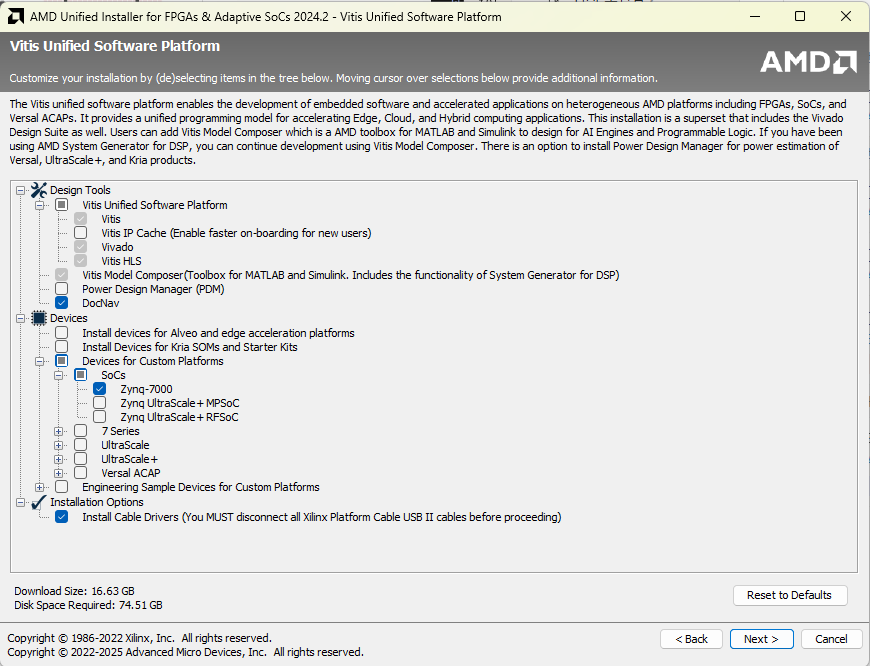 AMD Unified Installer for FPGAs & Adaptive SoCs 2024.2 - Vitis Unified Software Platform
Vitis Unified Software Platform
Customize your installation by (de)selecting items in the tree below. Moving cursor over selections below provide additional information.
AMD
The Vitis unified software platform enables the development of embedded software and accelerated applications on heterogeneous AMD platforms including FPGAs, SoCs, and
Versal ACAPs. It provides a unified programming model for accelerating Edge, Cloud, and Hybrid computing applications. This installation is a superset that includes the Vivado
Design Suite as well. Users can add Vitis Model Composer which is a AMD toolbox for MATLAB and Simulink to design for AI Engines and Programmable Logic. If you have been
using AMD System Generator for DSP, you can continue development using Vitis Model Composer. There is an option to install Power Design Manager for power estimation of
Versal, UltraScale+, and Kria products.
Design Tools
Vitis Unified Software Platform
Vitis
Vitis IP Cache (Enable faster on-boarding for new users)
Vivado
Vitis HLS
Vitis Model Composer(Toolbox for MATLAB and Simulink. Includes the functionality of System Generator for DSP)
Power Design Manager (PDM)
DocNav
Devices
Install devices for Alveo and edge acceleration platforms
Install Devices for Kria SOMs and Starter Kits
Devices for Custom Platforms
SoCs
Zynq-7000
Zynq UltraScale+ MPSoC
Zynq UltraScale+ RFSoC
7 Series
UltraScale
UltraScale+
Versal ACAP
Engineering Sample Devices for Custom Platforms
Installation Options
Install Cable Drivers (You MUST disconnect all Xilinx Platform Cable USB II cables before proceeding)
Download Size: 16.63 GB
Disk Space Required: 74.51 GB
Reset to Defaults
Copyright © 1986-2022 Xilinx, Inc. All rights reserved.
Copyright © 2022-2025 Advanced Micro Devices, Inc. All rights reserved.
< Back
Next >
Cancel